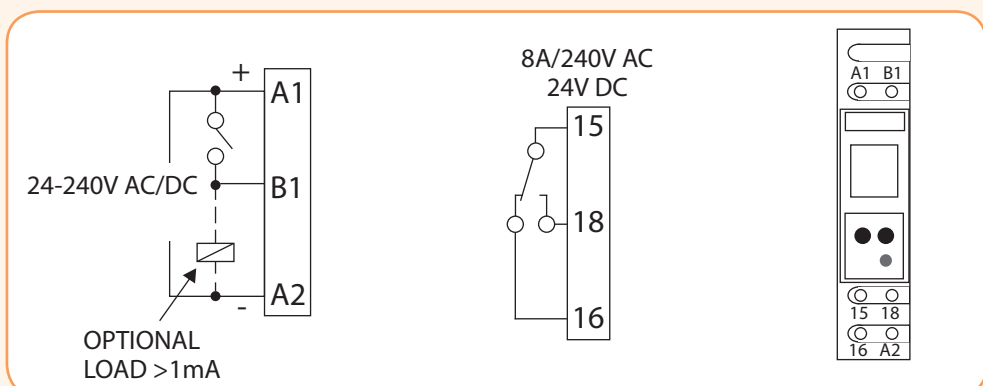 +
A1
24-240V AC/DC
B1
A2
-
OPTIONAL
LOAD >1mA
8A/240V AC
24V DC
15
18
16
A1 B1
15 18
16 A2